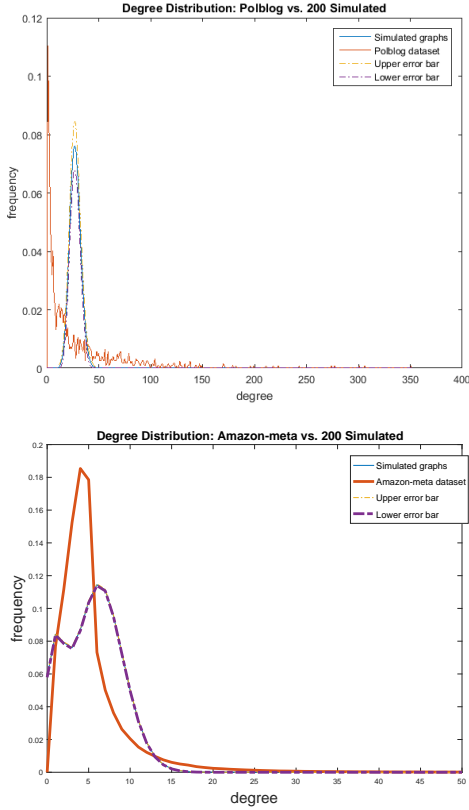 Degree Distribution: Polblog vs. 200 Simulated
0.12
Simulated graphs
Polblog dataset
Upper error bar
Lower error bar
0.1
0.08
0.06
0.04
0.02
0
frequency
0 50 100 150 200 250 300 350 400
degree
Degree Distribution: Amazon-meta vs. 200 Simulated
0.2
Simulated graphs
Amazon-meta dataset
Upper error bar
Lower error bar
0.18
0.16
0.14
0.12
0.1
0.08
0.06
0.04
0.02
0
frequency
0 5 10 15 20 25 30 35 40 45 50
degree